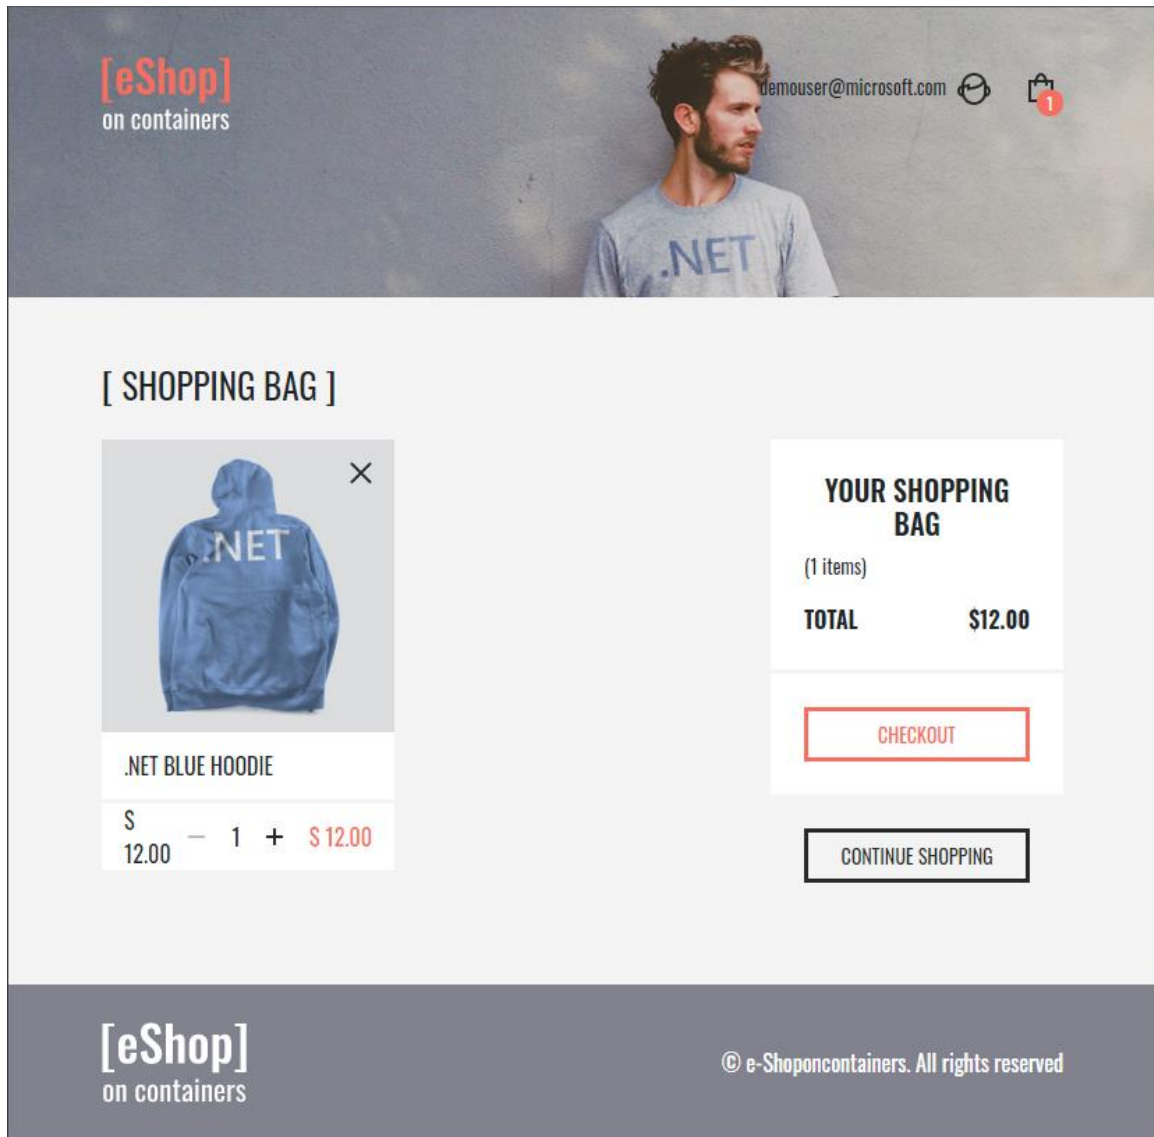 [eShop]
on containers
demouser@microsoft.com
1
.NET
[ SHOPPING BAG ]
.NET
.NET BLUE HOODIE
$
12.00
1
$ 12.00
YOUR SHOPPING
BAG
(1 items)
TOTAL $12.00
CHECKOUT
CONTINUE SHOPPING
[eShop]
on containers
© e-Shoponcontainers. All rights reserved